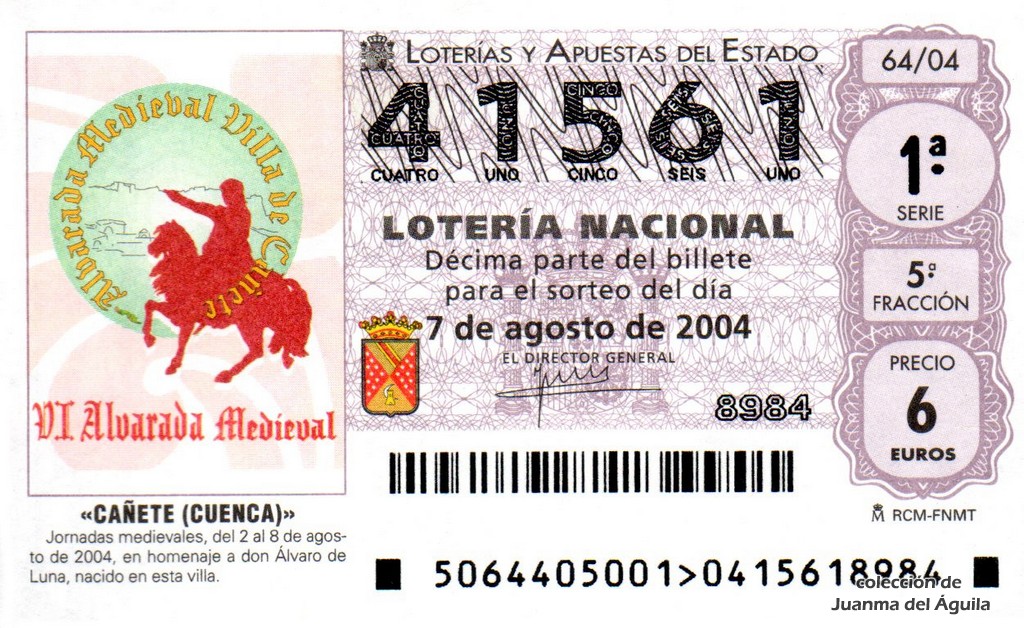 Alvarada Medieval Villa de Cañete
VI Alvarada Medieval
«CAÑETE (CUENCA)»
Jornadas medievales, del 2 al 8 de agos-
to de 2004, en homenaje a don Álvaro de
Luna, nacido en esta villa.
LOTERÍAS Y APUESTAS DEL ESTADO
41561
CUATRO UNO CINCO SEIS UNO
LOTERÍA NACIONAL
Décima parte del billete
para el sorteo del día
7 de agosto de 2004
EL DIRECTOR GENERAL
8984
64/04
1ª
SERIE
5ª
FRACCIÓN
PRECIO
6
EUROS
RCM-FNMT
5064405001>0415618984
colección de
Juanma del Águila